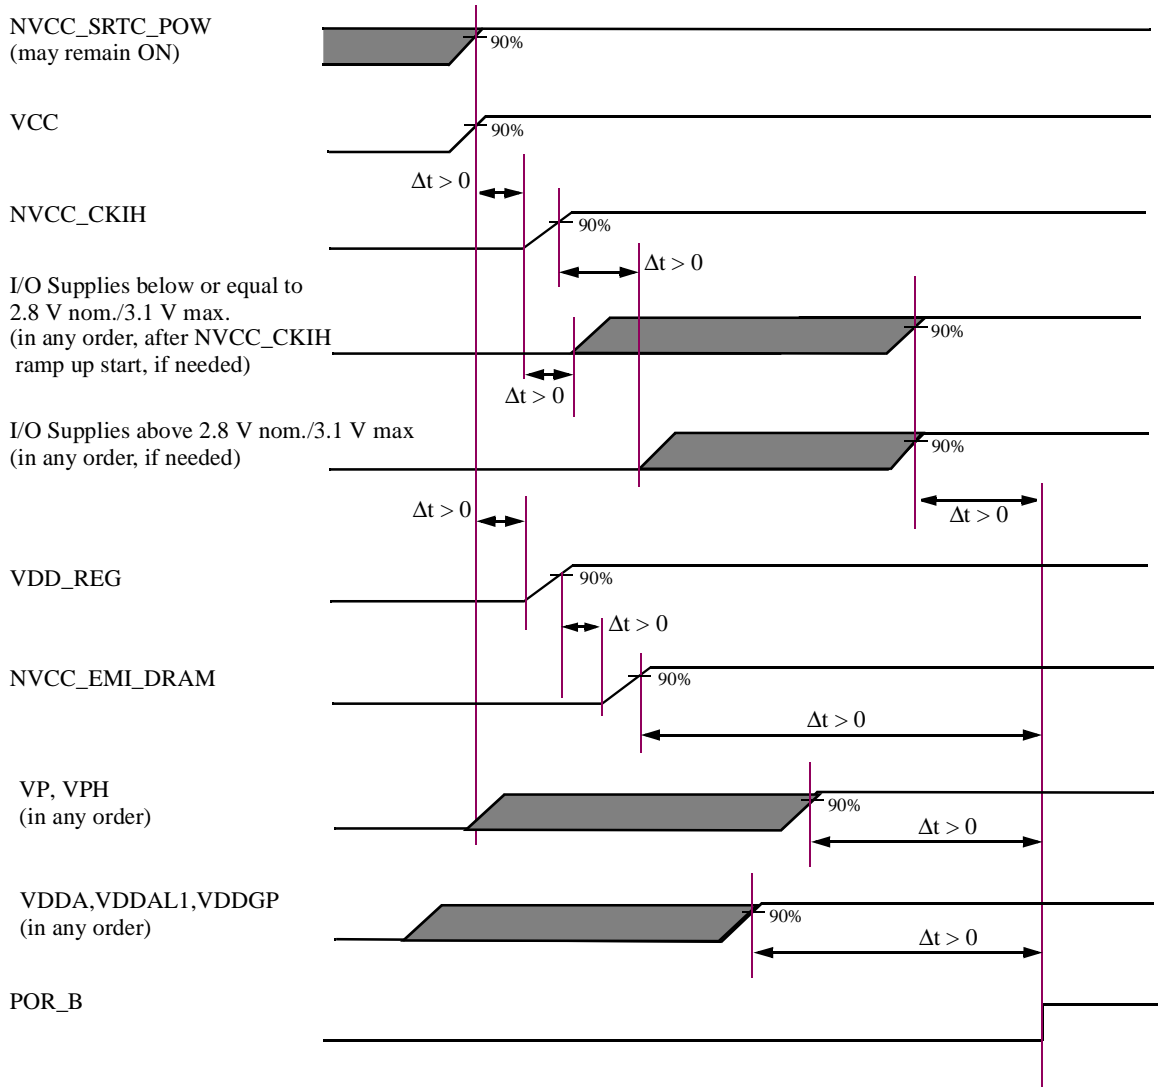 NVCC_SRTC_POW
(may remain ON)
90%
VCC
90%
Δt > 0
NVCC_CKIH
90%
Δt > 0
I/O Supplies below or equal to
2.8 V nom./3.1 V max.
(in any order, after NVCC_CKIH
ramp up start, if needed)
90%
Δt > 0
I/O Supplies above 2.8 V nom./3.1 V max
(in any order, if needed)
90%
Δt > 0
Δt > 0
VDD_REG
90%
Δt > 0
NVCC_EMI_DRAM
90%
Δt > 0
VP, VPH
(in any order)
90%
Δt > 0
VDDA,VDDAL1,VDDGP
(in any order)
90%
Δt > 0
POR_B